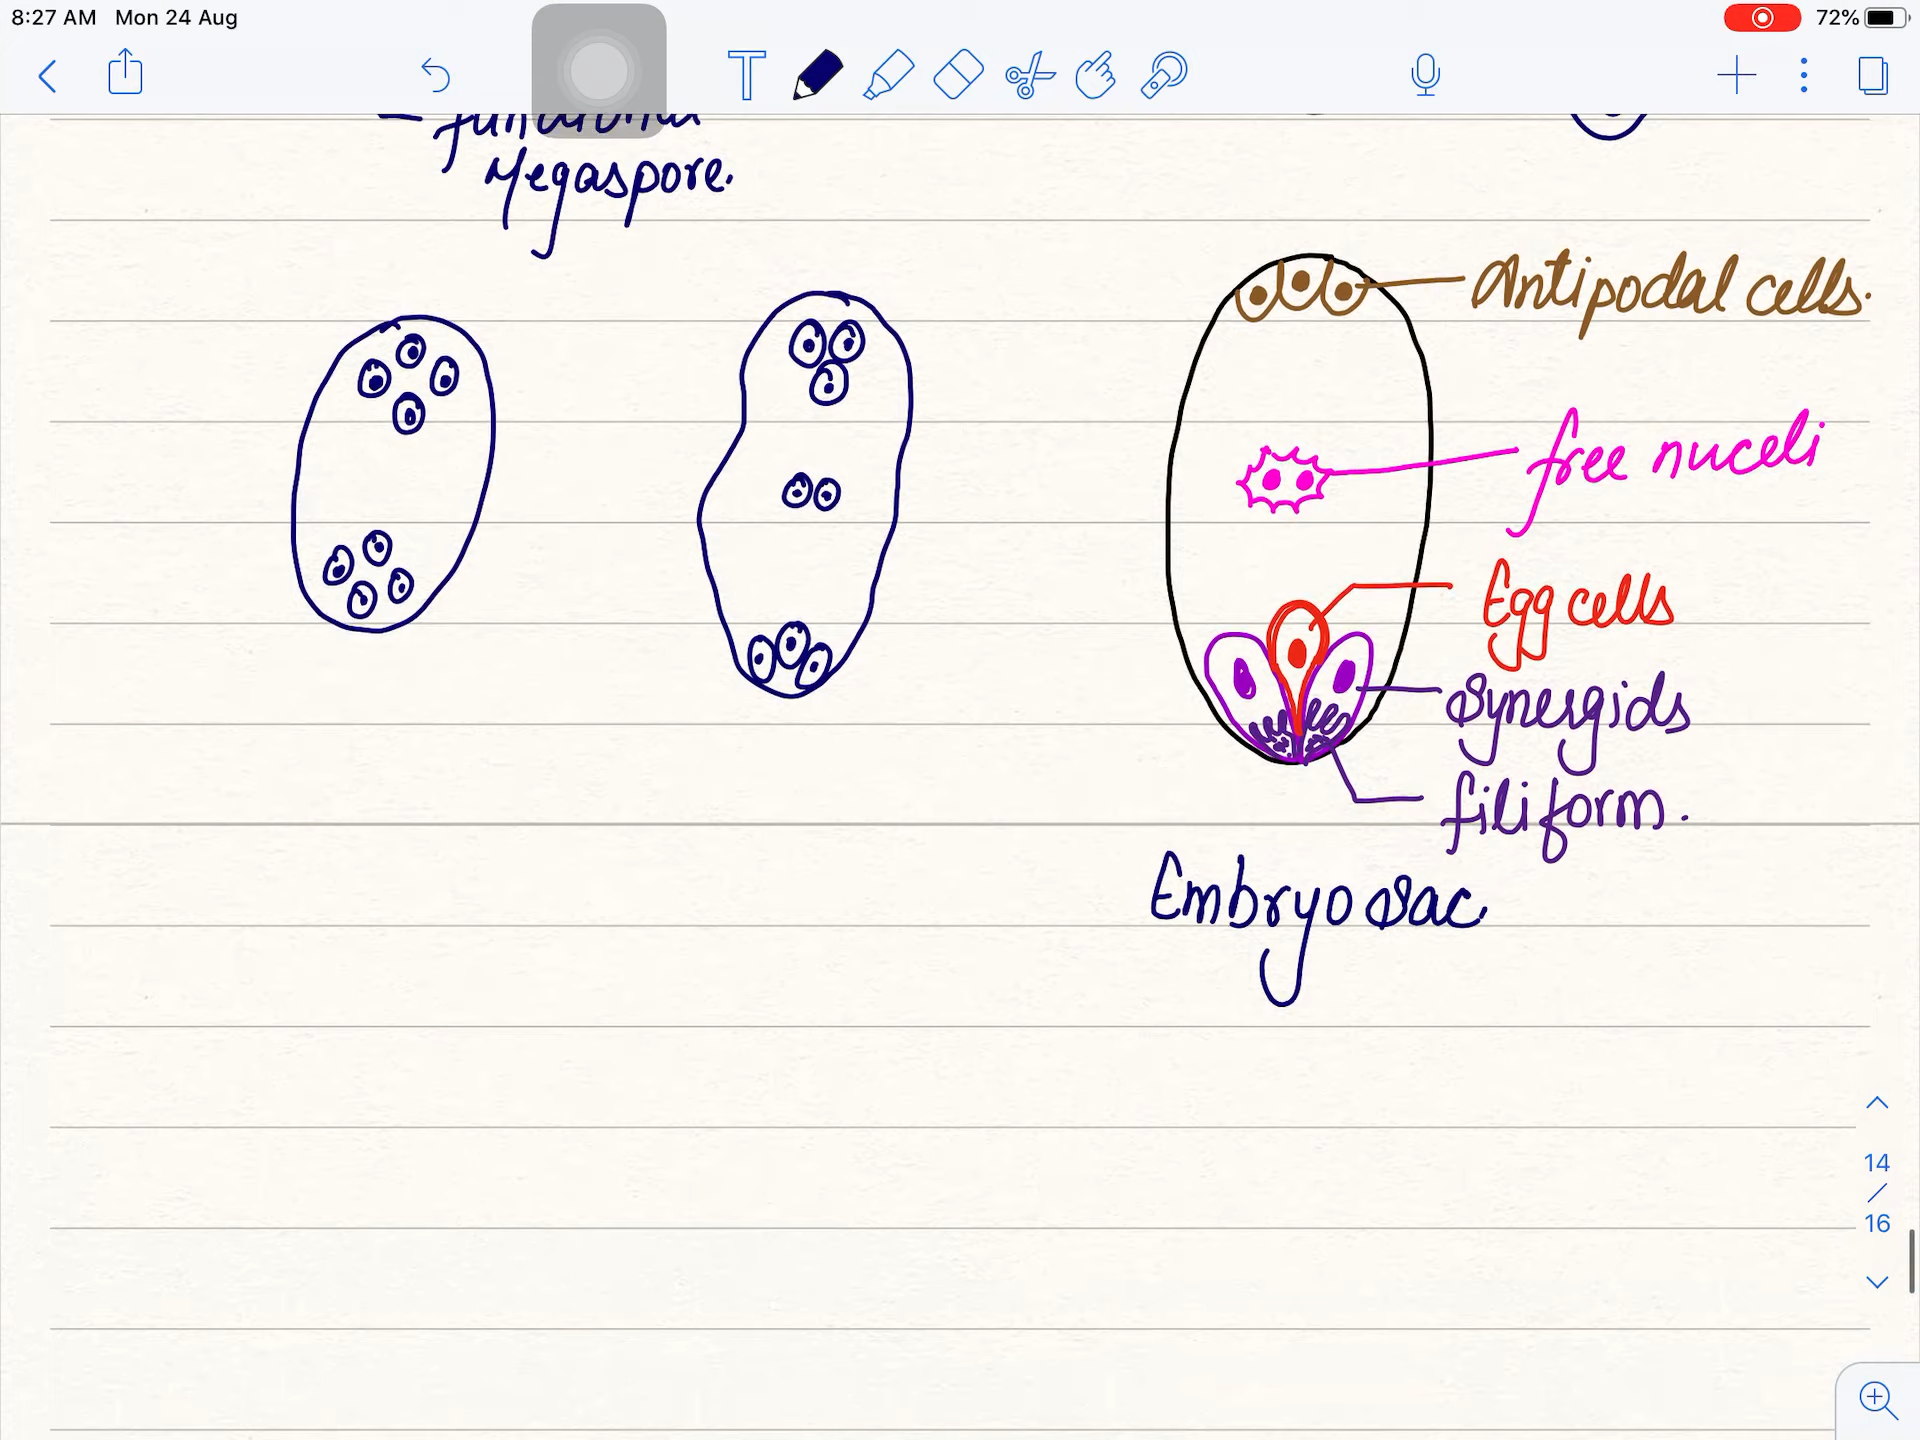 8:27 AM Mon 24 Aug
72%
T
Megaspore.
Antipodal cells.
free nuceli
Egg cells
Synergids
filiform.
Embryo sac
14
/
16